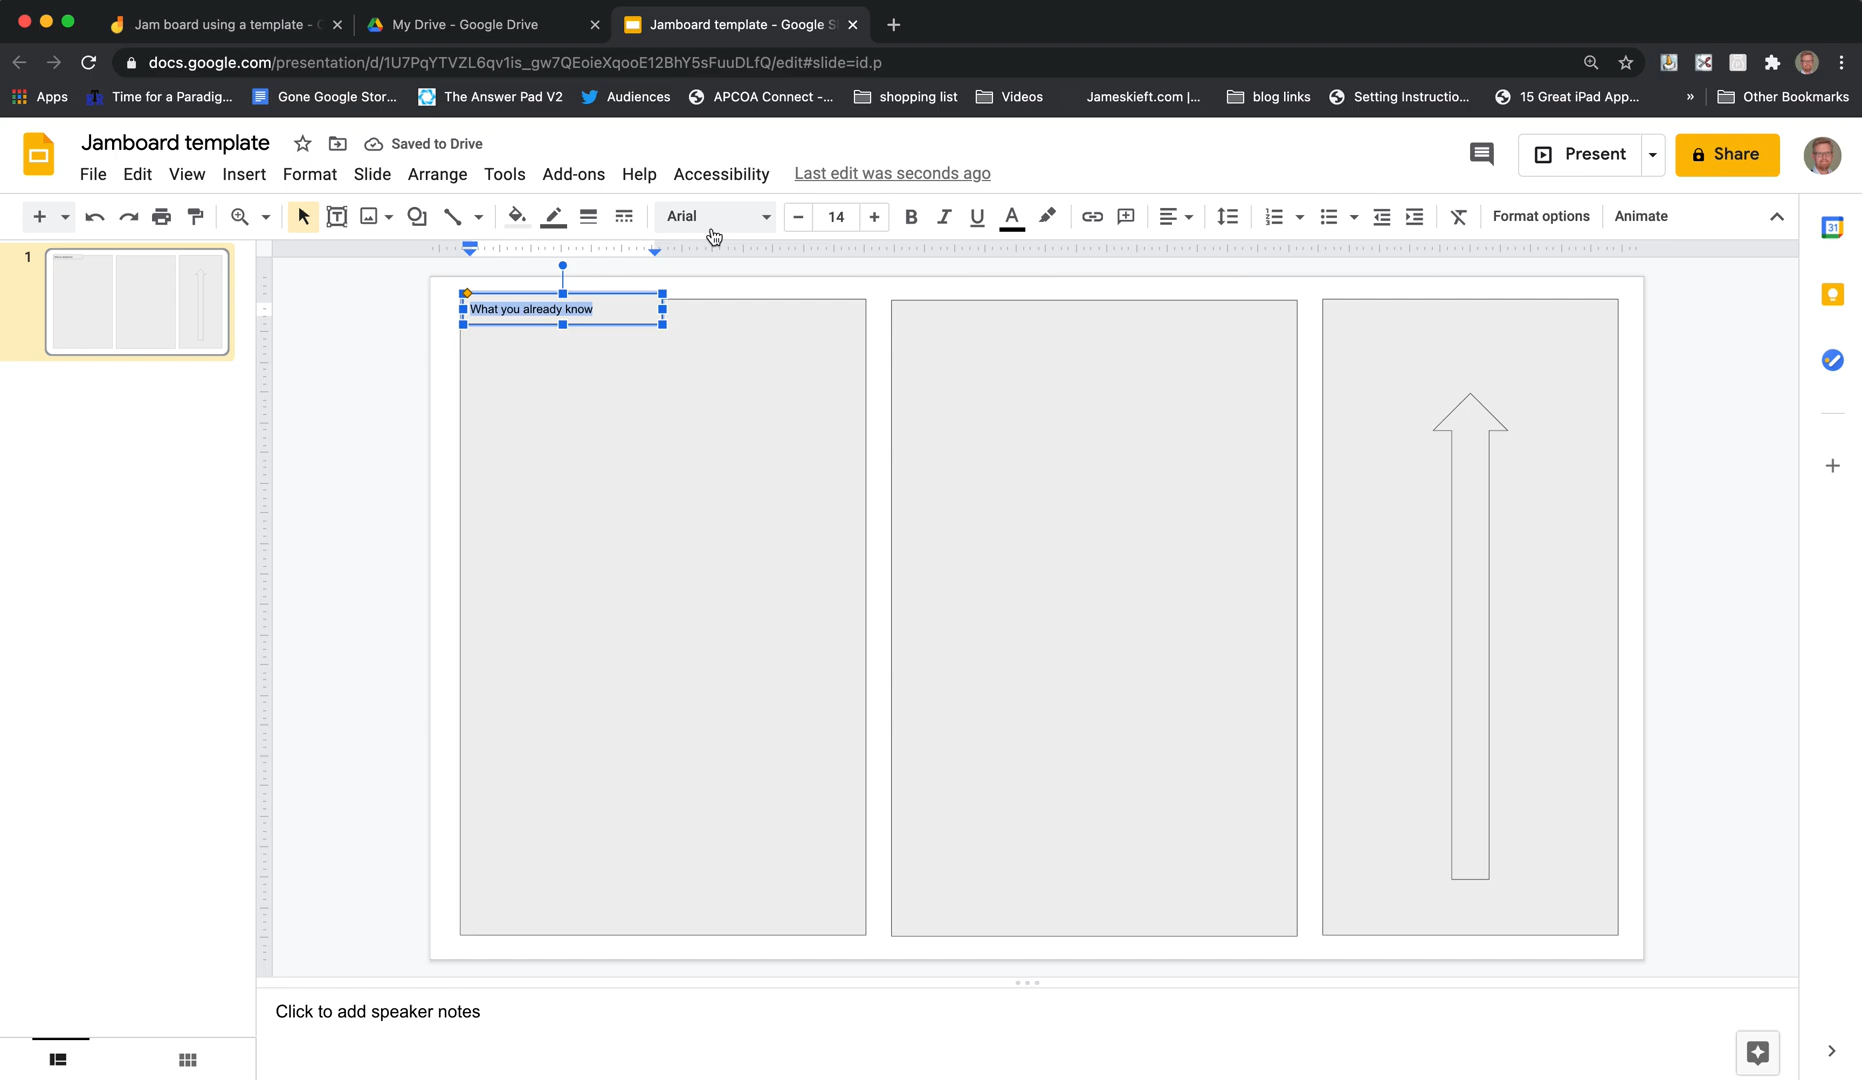 Jam board using a template - C
My Drive - Google Drive
Jamboard template - Google S
docs.google.com/presentation/d/1U7PqYTVZL6qv1is_gw7QEoieXqooE12BhY5sFuuDLfQ/edit#slide=id.p
Apps
Time for a Paradig...
Gone Google Stor...
The Answer Pad V2
Audiences
APCOA Connect -...
shopping list
Videos
Jameskieft.com |...
blog links
Setting Instructio...
15 Great iPad App...
»
Other Bookmarks
Jamboard template
Saved to Drive
File Edit View Insert Format Slide Arrange Tools Add-ons Help Accessibility
Last edit was seconds ago
Present
Share
Arial
14
Format options
Animate
31
1
What you already know
Click to add speaker notes